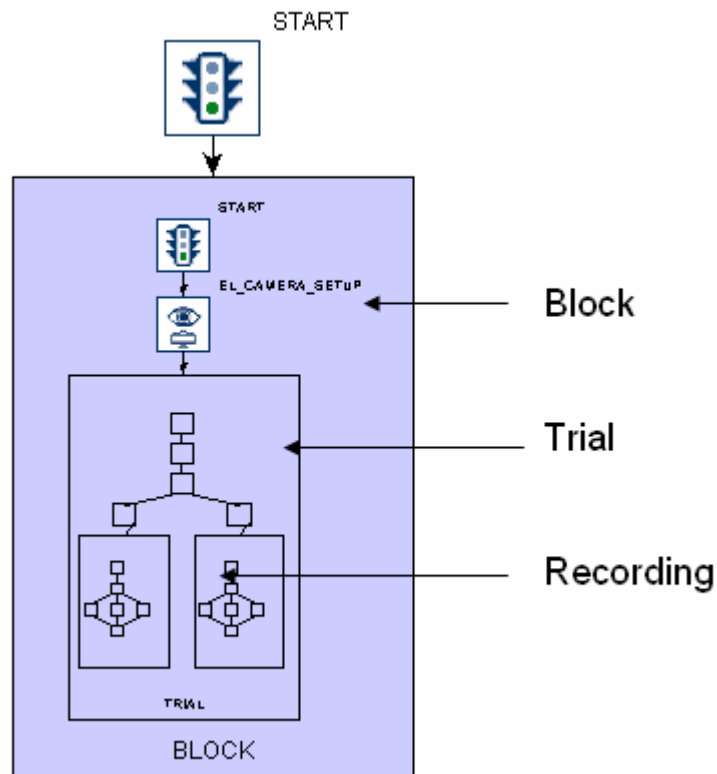 START
START
EL_CAMERA_SETUP
Block
Trial
Recording
TRIAL
BLOCK